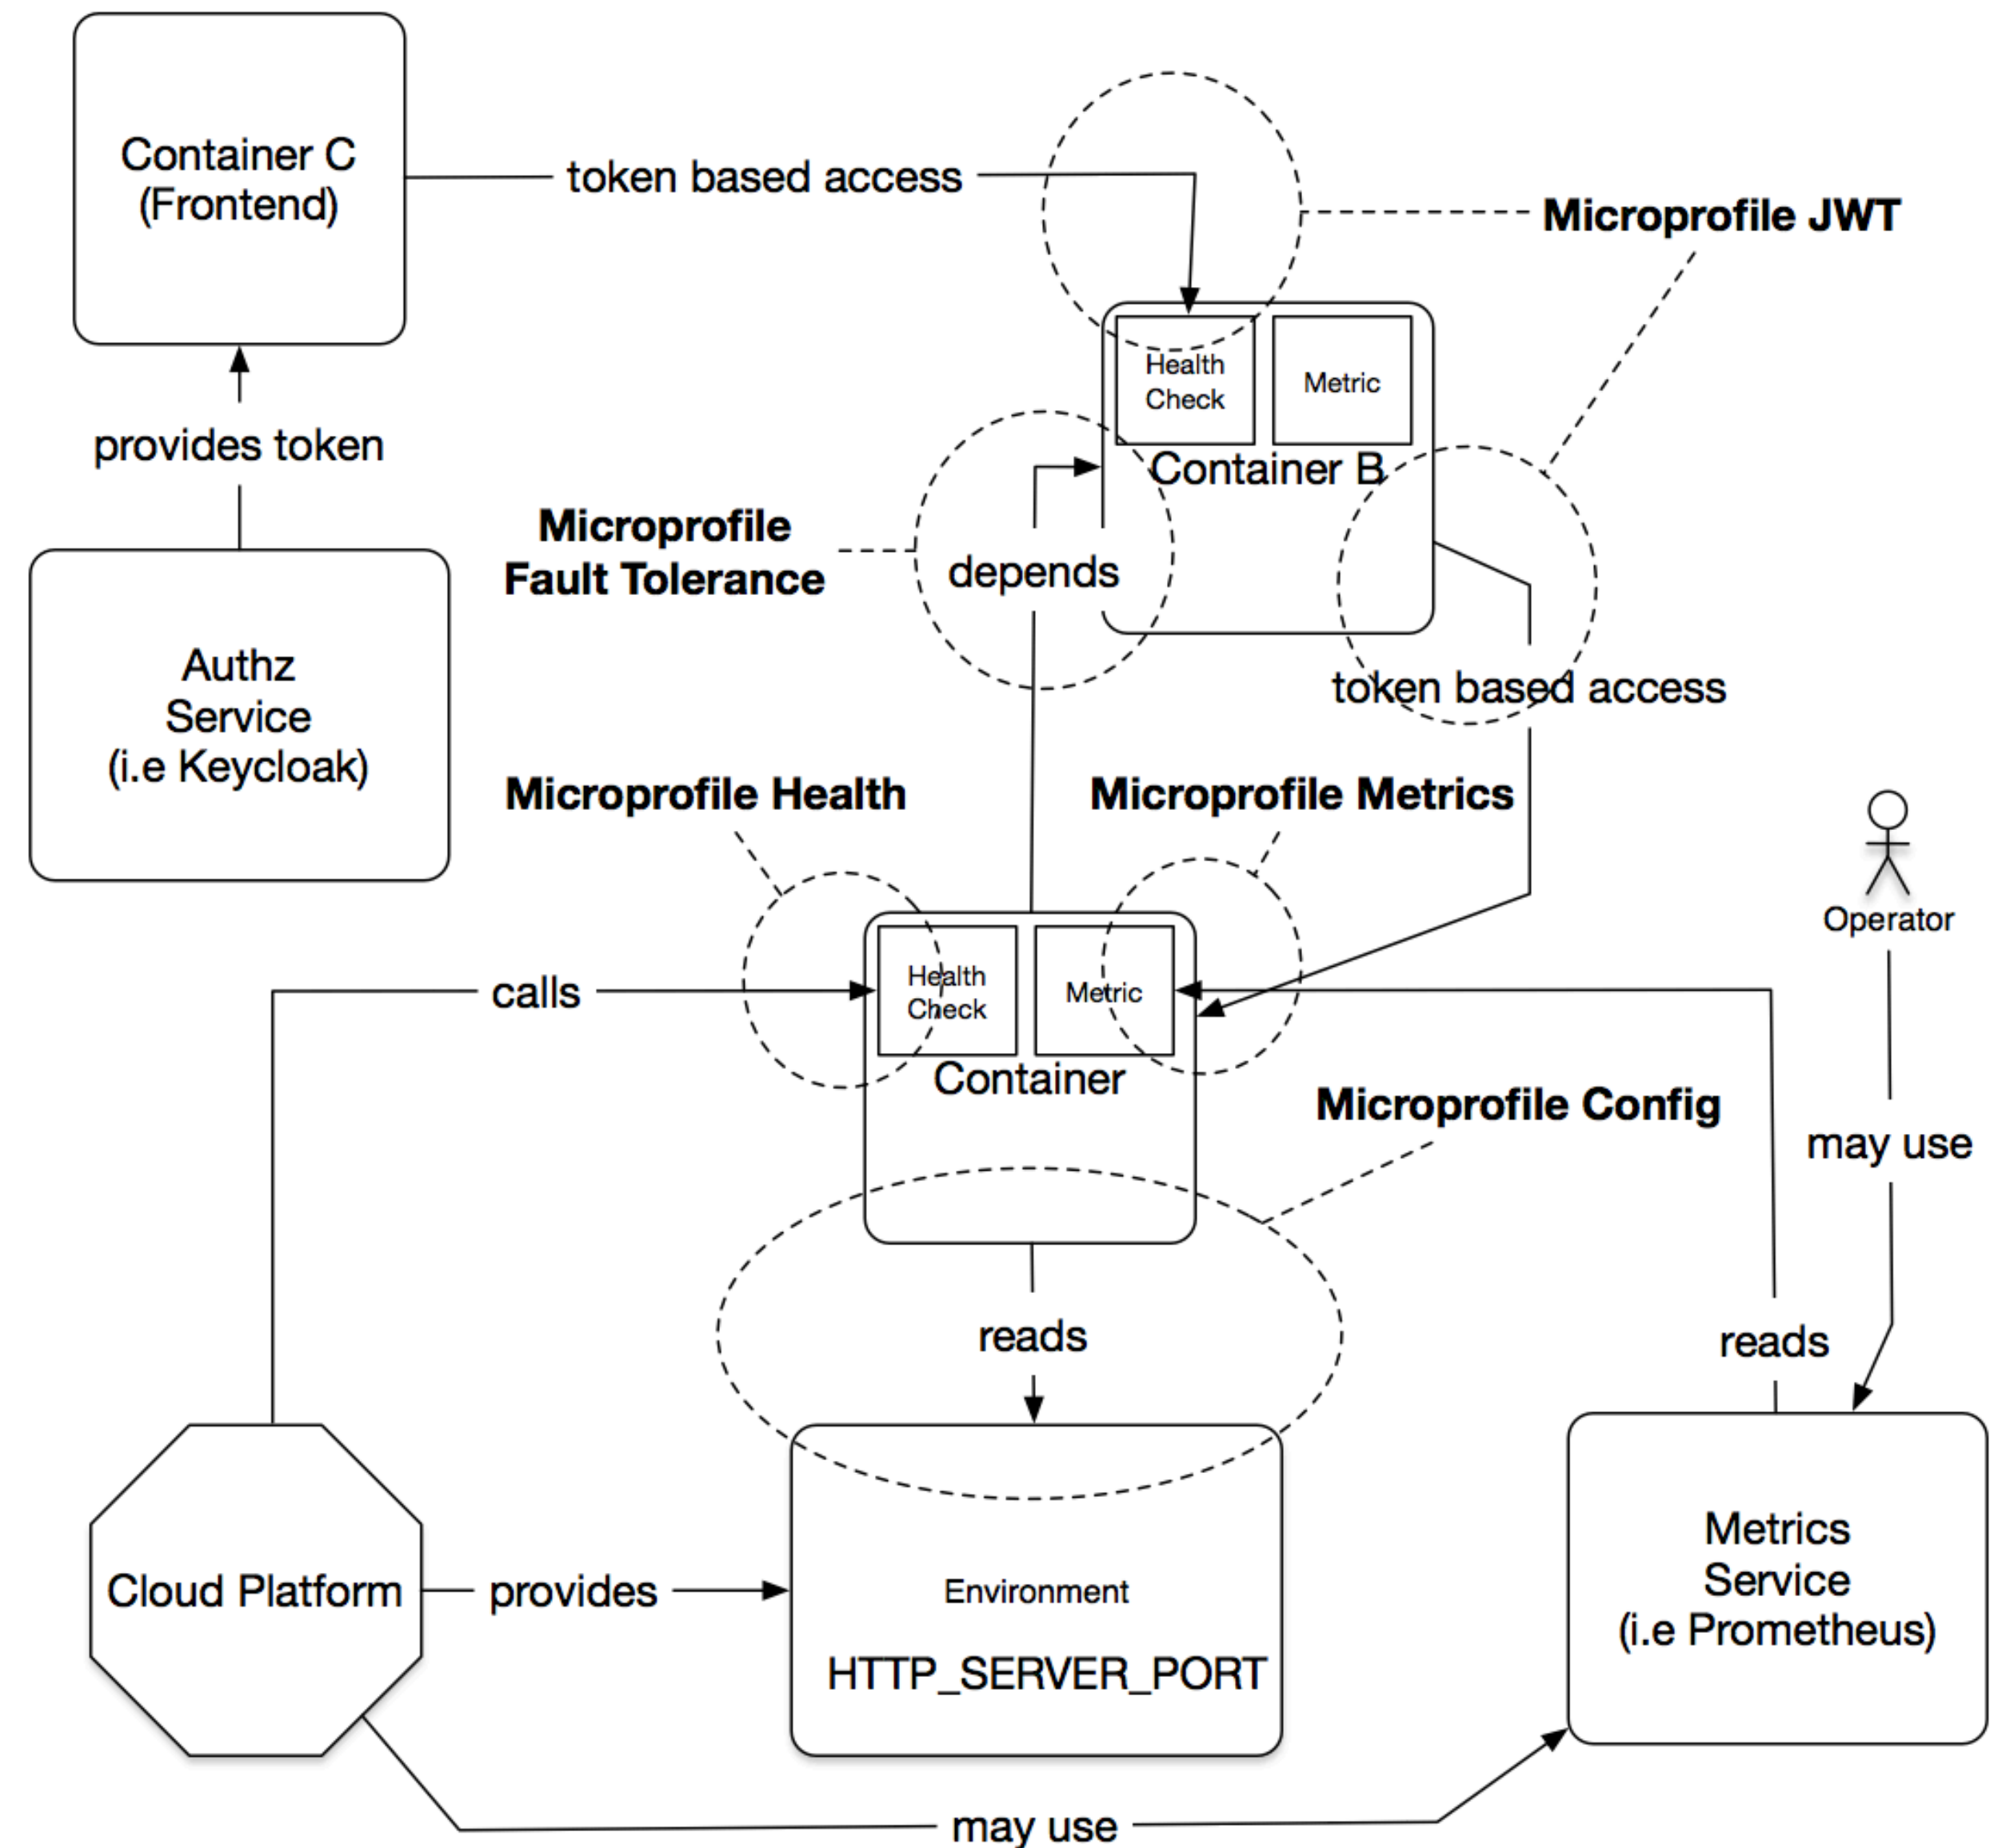 Container C
(Frontend)
token based access
Microprofile JWT
Health
Check
Metric
Container B
provides token
Microprofile
Fault Tolerance
depends
Authz
Service
(i.e Keycloak)
token based access
Microprofile Health
Microprofile Metrics
Operator
calls
Health
Check
Metric
Container
Microprofile Config
may use
reads
reads
Cloud Platform
provides
Environment
HTTP_SERVER_PORT
Metrics
Service
(i.e Prometheus)
may use